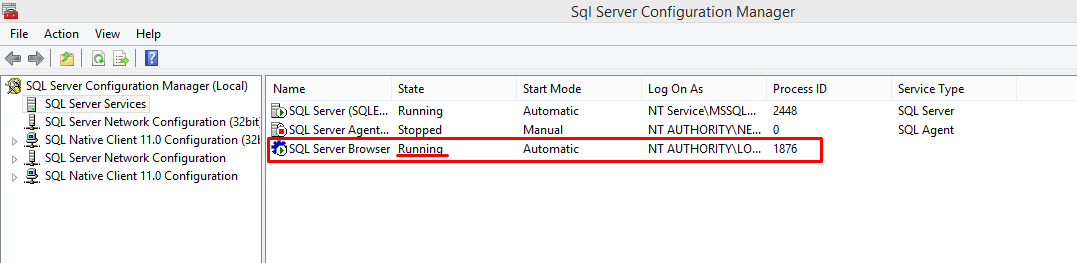 Sql Server Configuration Manager
File Action View Help
SQL Server Configuration Manager (Local)
SQL Server Services
SQL Server Network Configuration (32bit
SQL Native Client 11.0 Configuration (32l
SQL Server Network Configuration
SQL Native Client 11.0 Configuration
Name State Start Mode Log On As Process ID Service Type
SQL Server (SQLE... Running Automatic NT Service\MSSQ... 2448 SQL Server
SQL Server Agent... Stopped Manual NT AUTHORITY\NE... 0 SQL Agent
SQL Server Browser Running Automatic NT AUTHORITY\LO... 1876